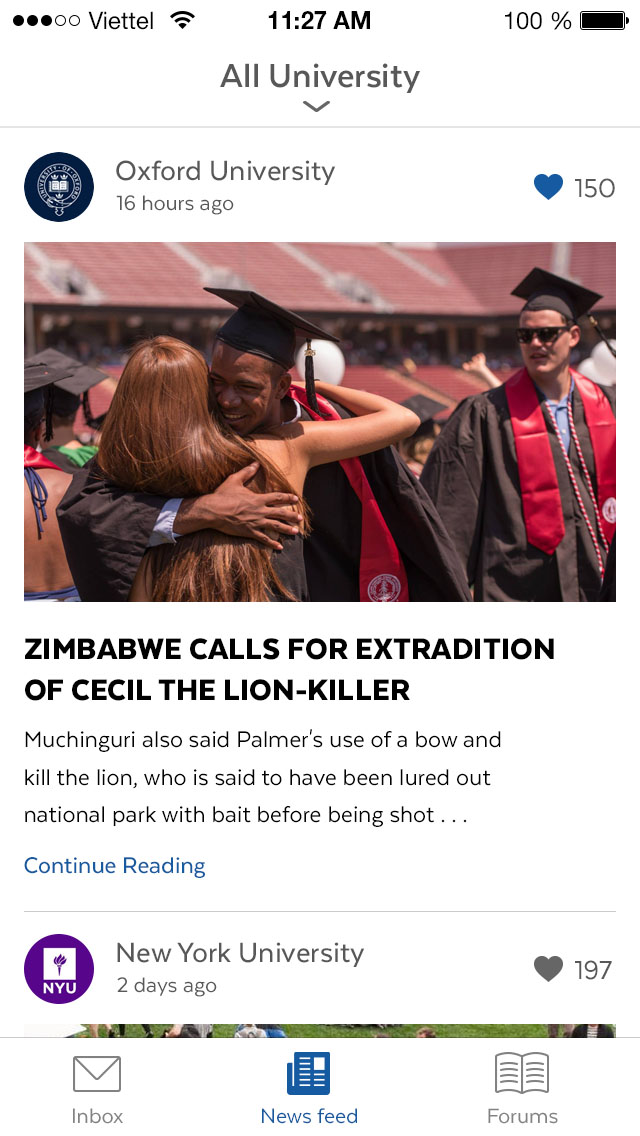 Viettel 11:27 AM 100 %
All University
Oxford University
16 hours ago
150
ZIMBABWE CALLS FOR EXTRADITION
OF CECIL THE LION-KILLER
Muchinguri also said Palmer's use of a bow and
kill the lion, who is said to have been lured out
national park with bait before being shot . . .
Continue Reading
NYU
New York University
2 days ago
197
Inbox
News feed
Forums